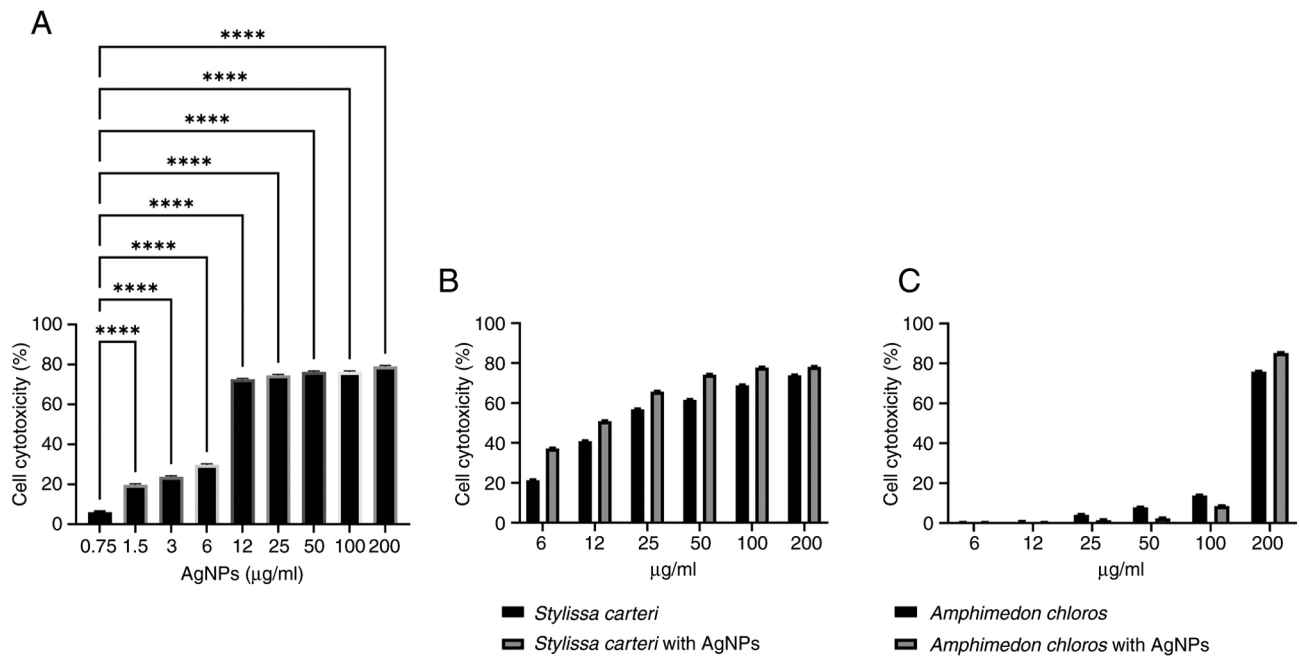 A
****
****
****
****
****
****
****
****
Cell cytotoxicity (%)
100
80
60
40
20
0
0.75 1.5 3 6 12 25 50 100 200
AgNPs (μg/ml)
B
Cell cytotoxicity (%)
100
80
60
40
20
0
6 12 25 50 100 200
μg/ml
Stylissa carteri
Stylissa carteri with AgNPs
C
Cell cytotoxicity (%)
100
80
60
40
20
0
6 12 25 50 100 200
μg/ml
Amphimedon chloros
Amphimedon chloros with AgNPs